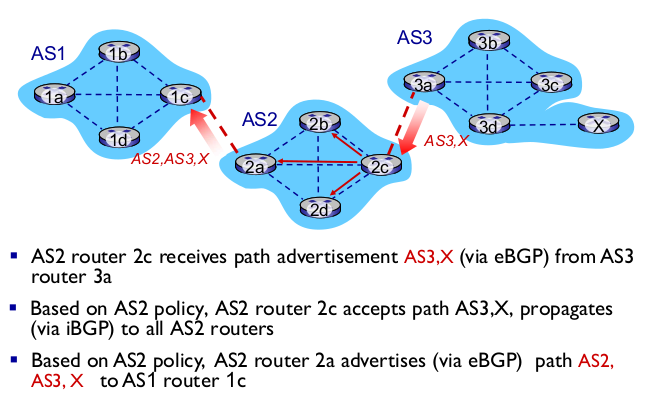 AS1
1b
1a
1c
1d
AS2,AS3,X
AS2
2b
2a
2c
2d
AS3
3b
3a
3c
3d
X
AS3,X
▪ AS2 router 2c receives path advertisement AS3,X (via eBGP) from AS3
router 3a
▪ Based on AS2 policy, AS2 router 2c accepts path AS3,X, propagates
(via iBGP) to all AS2 routers
▪ Based on AS2 policy, AS2 router 2a advertises (via eBGP) path AS2,
AS3, X to AS1 router 1c